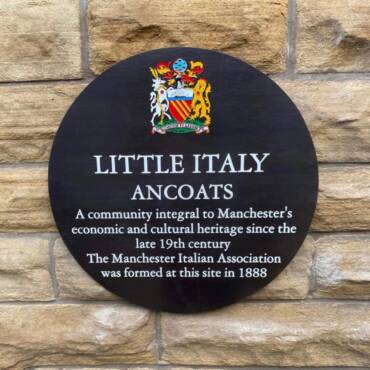 LITTLE ITALY
ANCOATS
A community integral to Manchester's
economic and cultural heritage since the
late 19th century
The Manchester Italian Association
was formed at this site in 1888